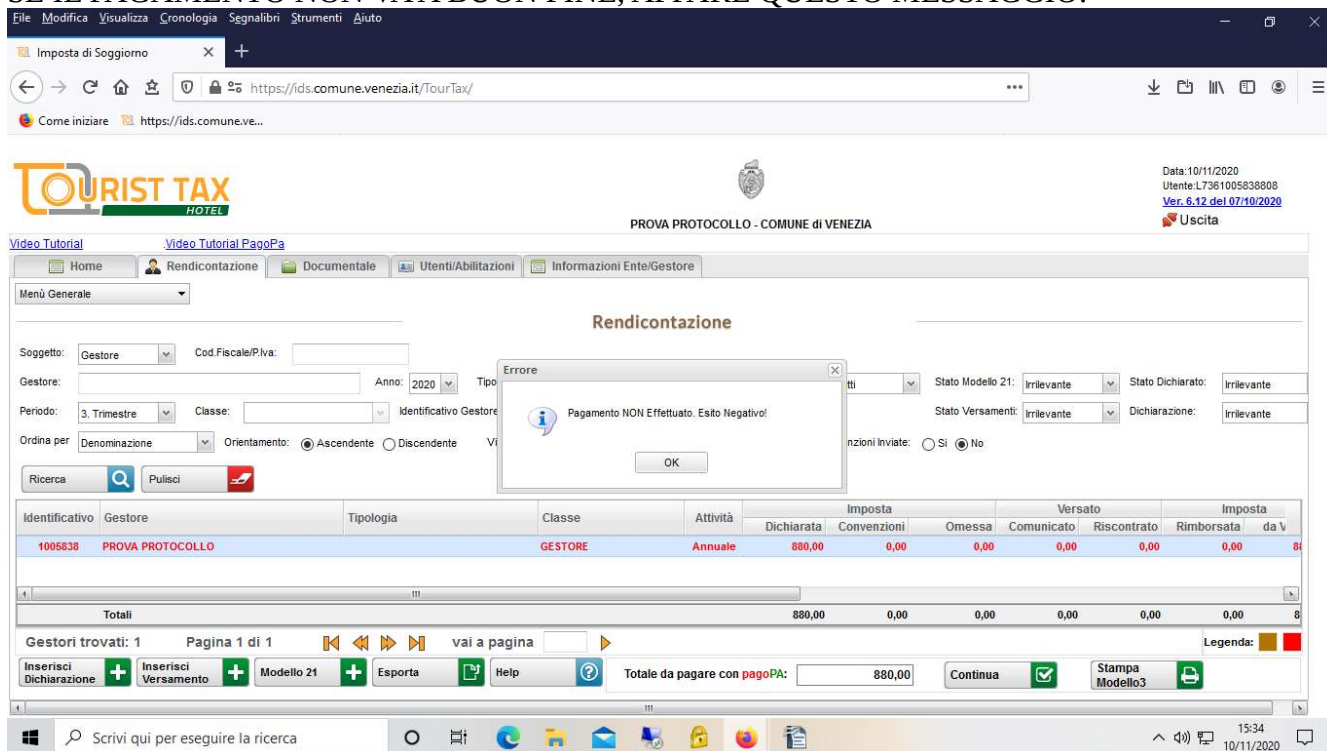 SE IL PAGAMENTO NON VA A BUON FINE, APPARE QUESTO MESSAGGIO:
File Modifica Visualizza Cronologia Segnalibri Strumenti Aiuto
Imposta di Soggiorno
https://ids.comune.venezia.it/TourTax/
Come iniziare https://ids.comune.ve...
TOURIST TAX
HOTEL
Data:10/11/2020
Utente:L7361005838808
Ver. 6.12 del 07/10/2020
Uscita
PROVA PROTOCOLLO - COMUNE di VENEZIA
Video Tutorial .Video Tutorial PagoPa
Home Rendicontazione Documentale Utenti/Abilitazioni Informazioni Ente/Gestore
Menù Generale
Rendicontazione
Soggetto: Gestore Cod.Fiscale/P.Iva:
Errore
Gestore: Anno: 2020 Tipo tti Stato Modello 21: Irrilevante Stato Dichiarato: Irrilevante
Pagamento NON Effettuato. Esito Negativo!
Periodo: 3. Trimestre Classe: Identificativo Gestore Stato Versamenti: Irrilevante Dichiarazione: Irrilevante
Ordina per Denominazione Orientamento: Ascendente Discendente Vi nzioni Inviate: Si No
OK
Ricerca Pulisci
Identificativo Gestore Tipologia Classe Attività Imposta Versato Imposta
Dichiarata Convenzioni Omessa Comunicato Riscontrato Rimborsata da V
1005838 PROVA PROTOCOLLO GESTORE Annuale 880,00 0,00 0,00 0,00 0,00 0,00 88
Totali 880,00 0,00 0,00 0,00 0,00 0,00 8
Gestori trovati: 1 Pagina 1 di 1 vai a pagina Legenda:
Inserisci Dichiarazione Inserisci Versamento Modello 21 Esporta Help Totale da pagare con pagoPA: 880,00 Continua Stampa Modello3
Scrivi qui per eseguire la ricerca
15:34
10/11/2020